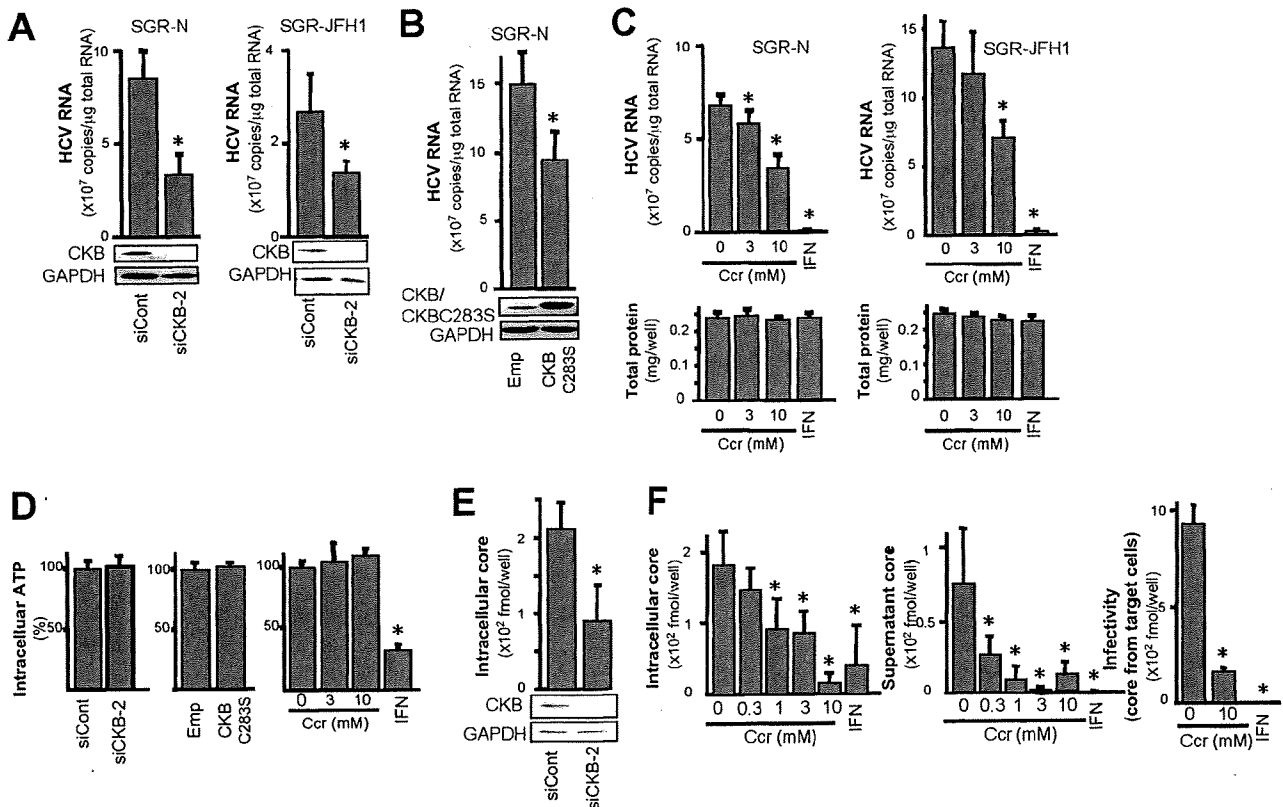 A
SGR-N
HCV RNA
(x10⁷ copies/μg total RNA)
10
5
0
CKB
GAPDH
siCont
siCKB-2
SGR-JFH1
HCV RNA
(x10⁷ copies/μg total RNA)
4
2
0
CKB
GAPDH
siCont
siCKB-2
*
*
B
SGR-N
HCV RNA
(x10⁷ copies/μg total RNA)
15
10
5
0
*
CKB/
CKBC283S
GAPDH
Emp
CKB
C283S
C
SGR-N
HCV RNA
(x10⁷ copies/μg total RNA)
10
5
0
* * *
0 3 10 IFN
Ccr (mM)
SGR-JFH1
HCV RNA
(x10⁷ copies/μg total RNA)
15
10
5
0
* *
0 3 10 IFN
Ccr (mM)
Total protein
(mg/well)
0.2
0.1
0
0 3 10 IFN
Ccr (mM)
Total protein
(mg/well)
0.2
0.1
0
0 3 10 IFN
Ccr (mM)
D
Intracelluar ATP
(%)
100
50
siCont
siCKB-2
100
50
Emp
CKB
C283S
100
50
*
0 3 10 IFN
Ccr (mM)
E
Intracellular core
(x10² fmol/well)
2
1
0
*
CKB
GAPDH
siCont
siCKB-2
F
Intracellular core
(x10² fmol/well)
2
1
0
* * * *
0 0.3 1 3 10 IFN
Ccr (mM)
Supernatant core
(x10² fmol/well)
1
0.5
0
* * * * *
0 0.3 1 3 10 IFN
Ccr (mM)
Infectivity
(core from target cells)
(x10² fmol/well)
10
5
0
* *
0 10 IFN
Ccr (mM)